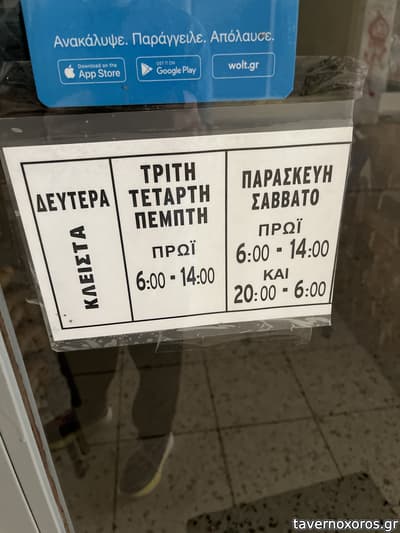 Ανακάλυψε. Παράγγειλε. Απόλαυσε.
Download on the
App Store
GET IT ON
Google Play
wolt.gr
ΔΕΥΤΕΡΑ
ΚΛΕΙΣΤΑ
ΤΡΙΤΗ
ΤΕΤΑΡΤΗ
ΠΕΜΠΤΗ
ΠΡΩΪ
6:00 - 14:00
ΠΑΡΑΣΚΕΥΗ
ΣΑΒΒΑΤΟ
ΠΡΩΪ
6:00 - 14:00
ΚΑΙ
20:00 - 6:00
tavernoxoros.gr